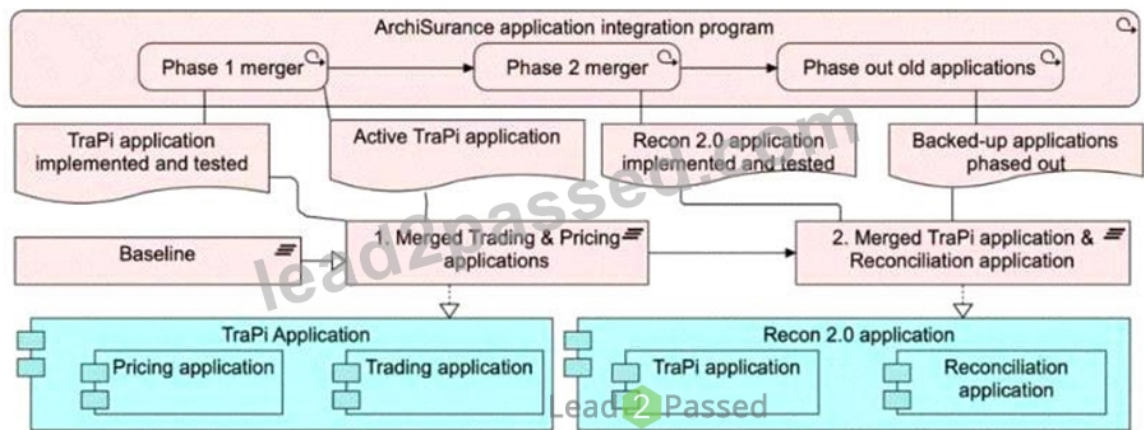 ArchiSurance application integration program
Phase 1 merger
Phase 2 merger
Phase out old applications
TraPi application
implemented and tested
Active TraPi application
Recon 2.0 application
implemented and tested
Backed-up applications
phased out
Baseline
1. Merged Trading & Pricing
applications
2. Merged TraPi application &
Reconciliation application
TraPi Application
Pricing application
Trading application
Recon 2.0 application
TraPi application
Reconciliation
application
lead2passed.com
Lead 2 Passed